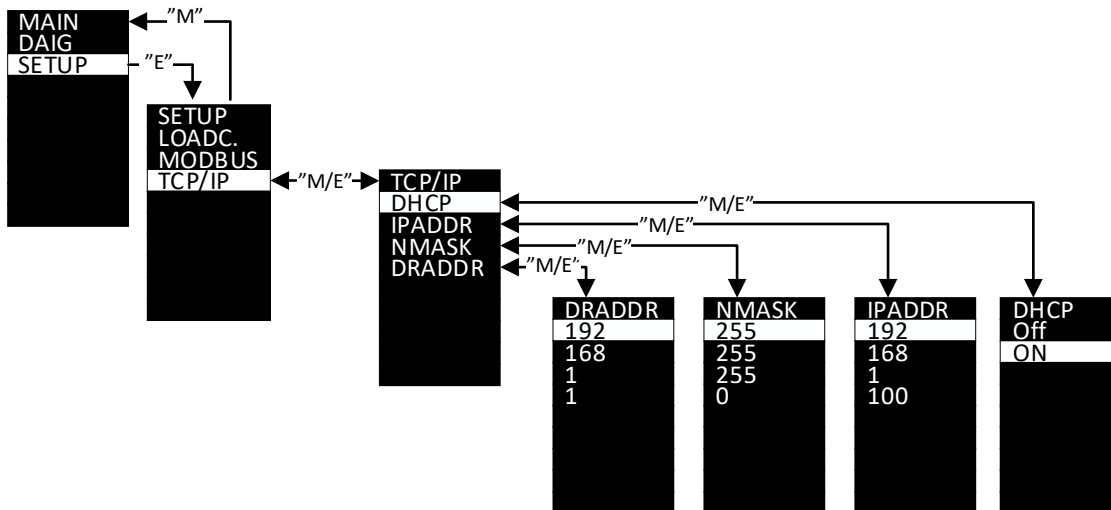 MAIN
DAIG
SETUP
”M”
”E”
SETUP
LOADC.
MODBUS
TCP/IP
”M/E”
TCP/IP
DHCP
IPADDR
NMASK
DRADDR
”M/E”
”M/E”
”M/E”
”M/E”
DRADDR
192
168
1
1
NMASK
255
255
255
0
IPADDR
192
168
1
100
DHCP
Off
ON